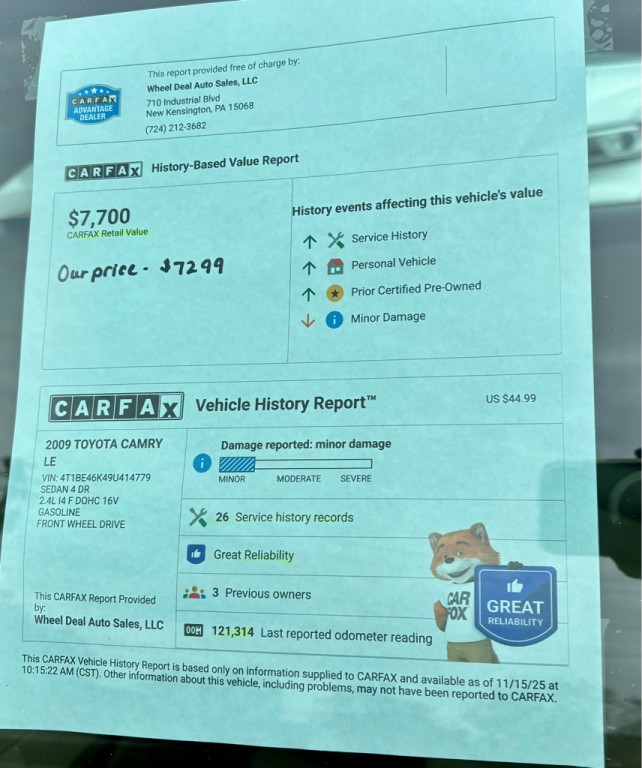 This report provided free of charge by:
Wheel Deal Auto Sales, LLC
710 Industrial Blvd
New Kensington, PA 15068
(724) 212-3682
CARFAX
ADVANTAGE
DEALER
CARFAX History-Based Value Report
$7,700
CARFAX Retail Value
Our price - $7299
History events affecting this vehicle's value
Service History
Personal Vehicle
Prior Certified Pre-Owned
Minor Damage
CARFAX Vehicle History Report™
US $44.99
2009 TOYOTA CAMRY
LE
VIN: 4T1BE46K49U414779
SEDAN 4 DR
2.4L I4 F DOHC 16V
GASOLINE
FRONT WHEEL DRIVE
This CARFAX Report Provided
by:
Wheel Deal Auto Sales, LLC
Damage reported: minor damage
MINOR MODERATE SEVERE
26 Service history records
Great Reliability
3 Previous owners
121,314 Last reported odometer reading
CAR
FOX
GREAT
RELIABILITY
This CARFAX Vehicle History Report is based only on information supplied to CARFAX and available as of 11/15/25 at
10:15:22 AM (CST). Other information about this vehicle, including problems, may not have been reported to CARFAX.